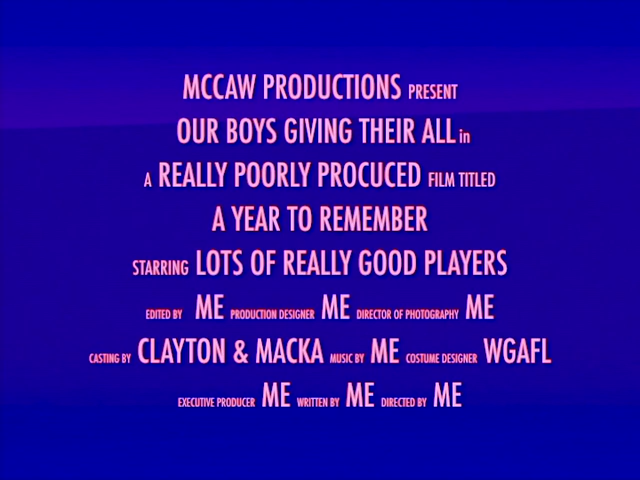 MCCAW PRODUCTIONS PRESENT
OUR BOYS GIVING THEIR ALL in
A REALLY POORLY PROCUCED FILM TITLED
A YEAR TO REMEMBER
STARRING LOTS OF REALLY GOOD PLAYERS
EDITED BY ME PRODUCTION DESIGNER ME DIRECTOR OF PHOTOGRAPHY ME
CASTING BY CLAYTON & MACKA MUSIC BY ME COSTUME DESIGNER WGAFL
EXECUTIVE PRODUCER ME WRITTEN BY ME DIRECTED BY ME